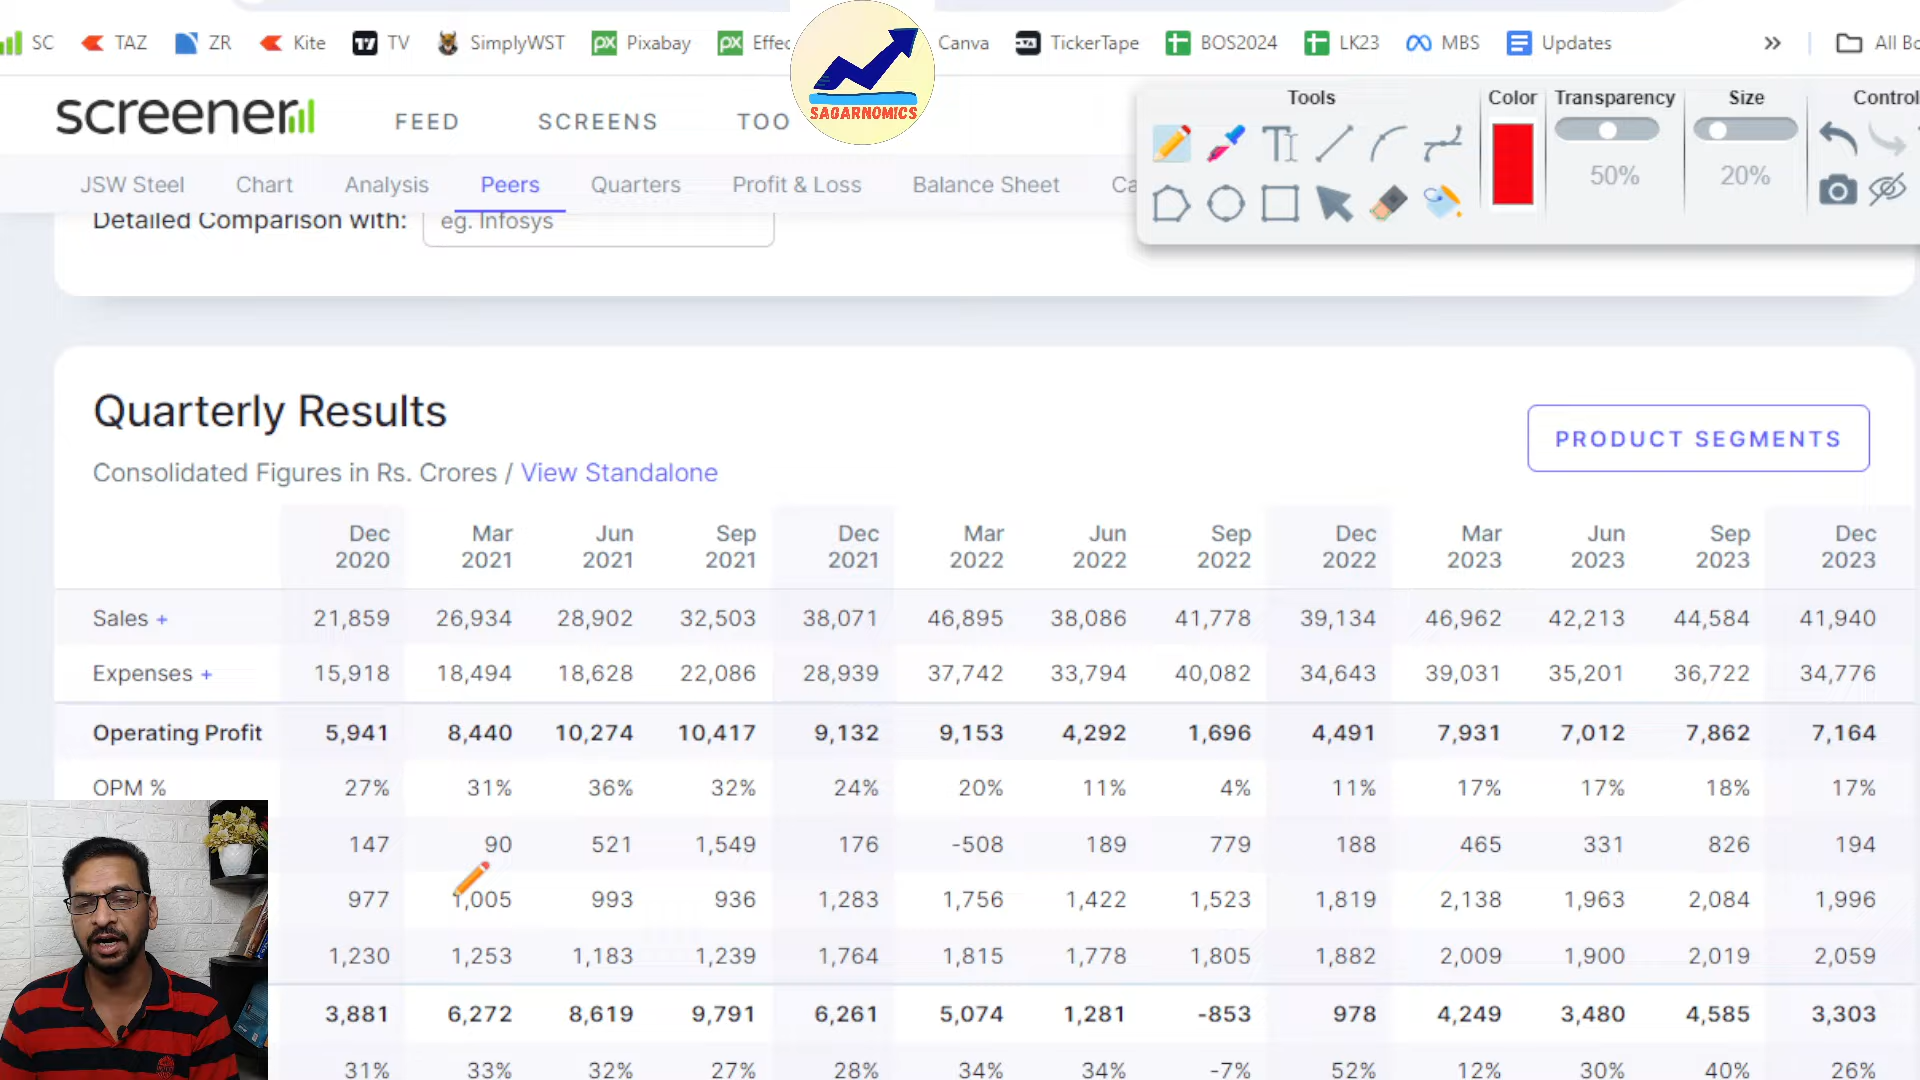 SC TAZ ZR Kite TV SimplyWST Pixabay Effec Canva TickerTape BOS2024 LK23 MBS Updates » All Bo
SAGARNOMICS
screener FEED SCREENS TOO
Tools Color Transparency Size Control
50% 20%
JSW Steel Chart Analysis Peers Quarters Profit & Loss Balance Sheet Ca
Detailed Comparison with: eg. Infosys
Quarterly Results
PRODUCT SEGMENTS
Consolidated Figures in Rs. Crores / View Standalone
Dec Mar Jun Sep Dec Mar Jun Sep Dec Mar Jun Sep Dec
2020 2021 2021 2021 2021 2022 2022 2022 2022 2023 2023 2023 2023
Sales + 21,859 26,934 28,902 32,503 38,071 46,895 38,086 41,778 39,134 46,962 42,213 44,584 41,940
Expenses + 15,918 18,494 18,628 22,086 28,939 37,742 33,794 40,082 34,643 39,031 35,201 36,722 34,776
Operating Profit 5,941 8,440 10,274 10,417 9,132 9,153 4,292 1,696 4,491 7,931 7,012 7,862 7,164
OPM % 27% 31% 36% 32% 24% 20% 11% 4% 11% 17% 17% 18% 17%
147 90 521 1,549 176 -508 189 779 188 465 331 826 194
977 1,005 993 936 1,283 1,756 1,422 1,523 1,819 2,138 1,963 2,084 1,996
1,230 1,253 1,183 1,239 1,764 1,815 1,778 1,805 1,882 2,009 1,900 2,019 2,059
3,881 6,272 8,619 9,791 6,261 5,074 1,281 -853 978 4,249 3,480 4,585 3,303
31% 33% 32% 27% 28% 34% 34% -7% 52% 12% 30% 40% 26%